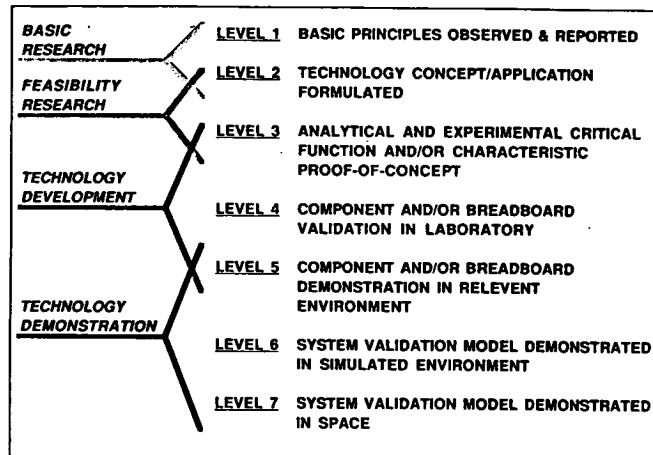 BASIC
RESEARCH
FEASIBILITY
RESEARCH
TECHNOLOGY
DEVELOPMENT
TECHNOLOGY
DEMONSTRATION
LEVEL 1 BASIC PRINCIPLES OBSERVED & REPORTED
LEVEL 2 TECHNOLOGY CONCEPT/APPLICATION
FORMULATED
LEVEL 3 ANALYTICAL AND EXPERIMENTAL CRITICAL
FUNCTION AND/OR CHARACTERISTIC
PROOF-OF-CONCEPT
LEVEL 4 COMPONENT AND/OR BREADBOARD
VALIDATION IN LABORATORY
LEVEL 5 COMPONENT AND/OR BREADBOARD
DEMONSTRATION IN RELEVENT
ENVIRONMENT
LEVEL 6 SYSTEM VALIDATION MODEL DEMONSTRATED
IN SIMULATED ENVIRONMENT
LEVEL 7 SYSTEM VALIDATION MODEL DEMONSTRATED
IN SPACE